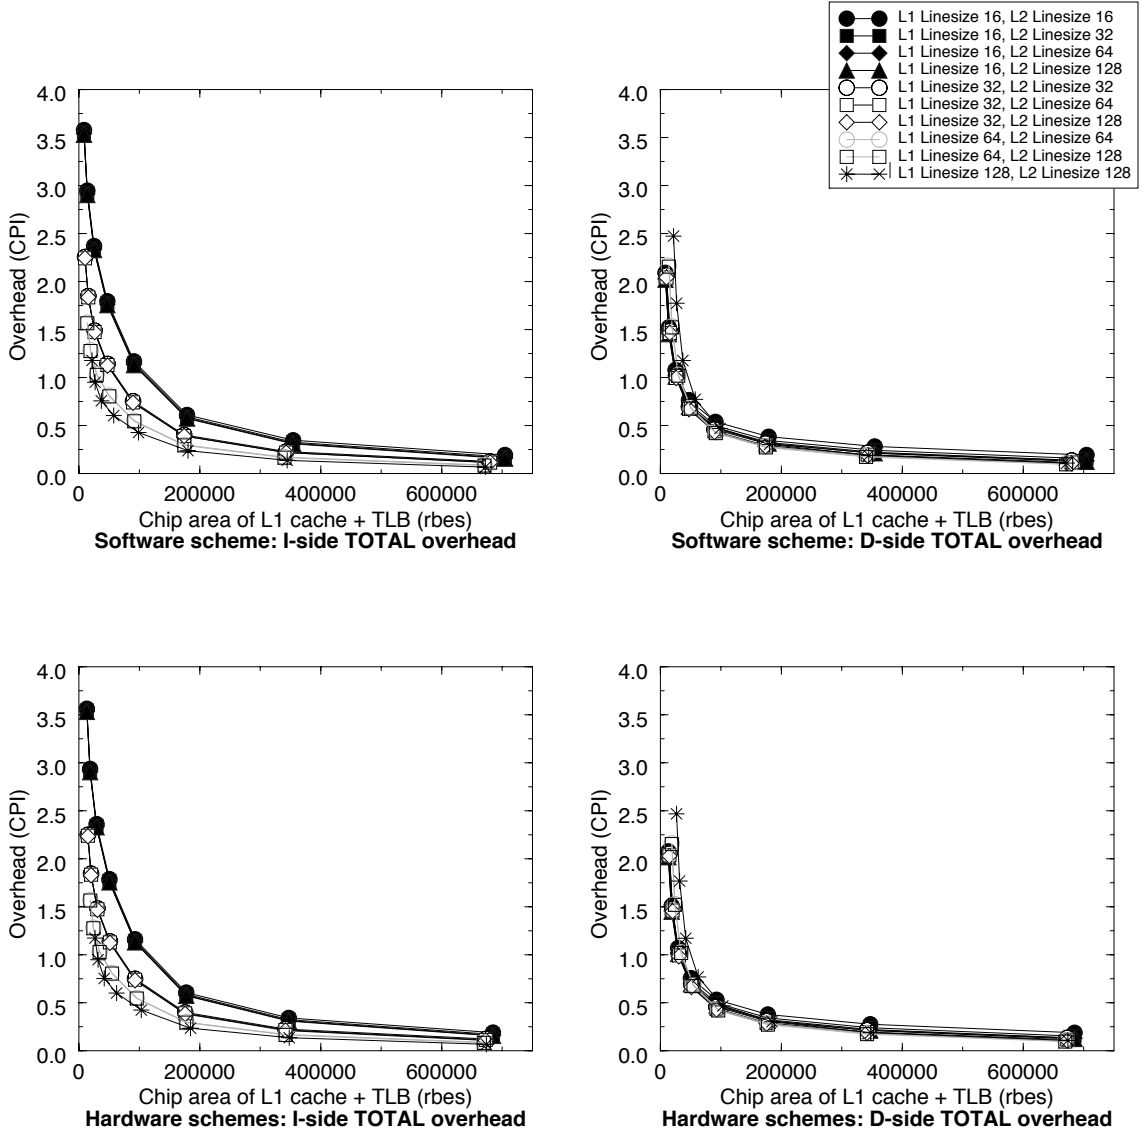 L1 Linesize 16, L2 Linesize 16
L1 Linesize 16, L2 Linesize 32
L1 Linesize 16, L2 Linesize 64
L1 Linesize 16, L2 Linesize 128
L1 Linesize 32, L2 Linesize 32
L1 Linesize 32, L2 Linesize 64
L1 Linesize 32, L2 Linesize 128
L1 Linesize 64, L2 Linesize 64
L1 Linesize 64, L2 Linesize 128
L1 Linesize 128, L2 Linesize 128
4.0
3.5
3.0
2.5
2.0
1.5
1.0
0.5
0.0
Overhead (CPI)
0 200000 400000 600000
Chip area of L1 cache + TLB (rbes)
Software scheme: I-side TOTAL overhead
4.0
3.5
3.0
2.5
2.0
1.5
1.0
0.5
0.0
Overhead (CPI)
0 200000 400000 600000
Chip area of L1 cache + TLB (rbes)
Software scheme: D-side TOTAL overhead
4.0
3.5
3.0
2.5
2.0
1.5
1.0
0.5
0.0
Overhead (CPI)
0 200000 400000 600000
Chip area of L1 cache + TLB (rbes)
Hardware schemes: I-side TOTAL overhead
4.0
3.5
3.0
2.5
2.0
1.5
1.0
0.5
0.0
Overhead (CPI)
0 200000 400000 600000
Chip area of L1 cache + TLB (rbes)
Hardware schemes: D-side TOTAL overhead